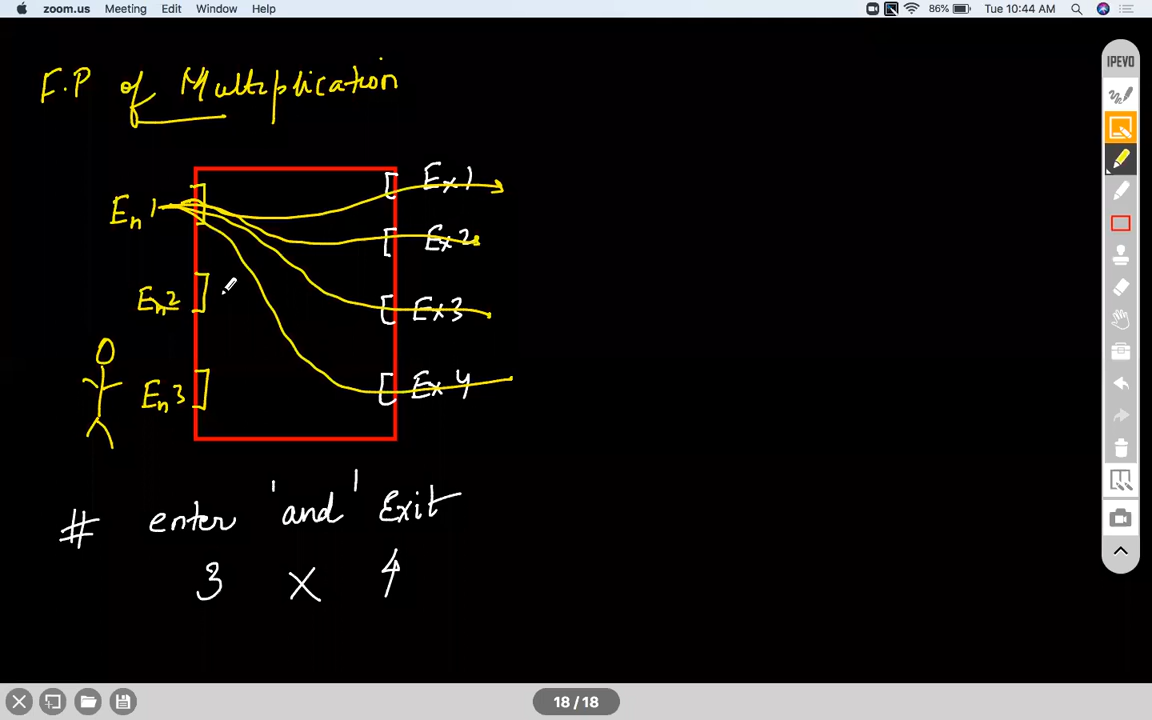 zoom.us Meeting Edit Window Help 86% Tue 10:44 AM
IPEVO
F.P of Multiplication
En 1 Ex 1
Ex 2
En 2 Ex 3
En 3 Ex 4
# enter 'and' Exit
3 X 4
18 / 18